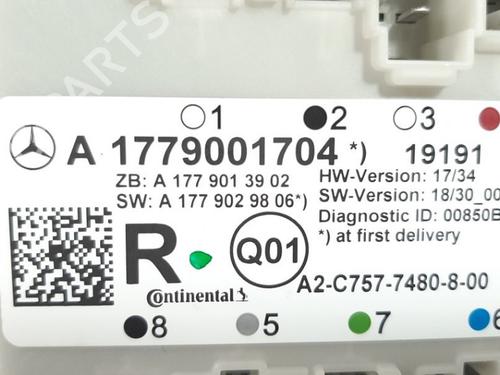 1 2 3
A 1779001704 *) 19191
ZB: A 177 901 39 02 HW-Version: 17/34
SW: A 177 902 98 06*) SW-Version: 18/30_00
Diagnostic ID: 00850B
*) at first delivery
R Q01
Continental A2-C757-7480-8-00
8 5 7 6
B-PARTS